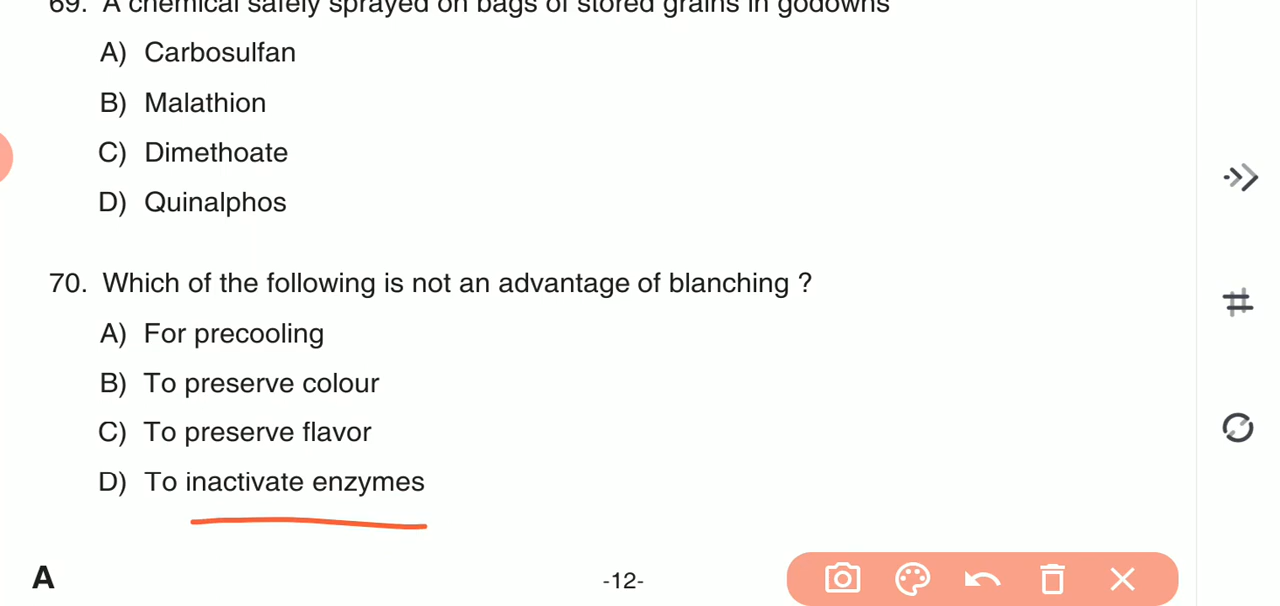 69. A chemical safely sprayed on bags of stored grains in godowns
A) Carbosulfan
B) Malathion
C) Dimethoate
D) Quinalphos
70. Which of the following is not an advantage of blanching ?
A) For precooling
B) To preserve colour
C) To preserve flavor
D) To inactivate enzymes
A
-12-